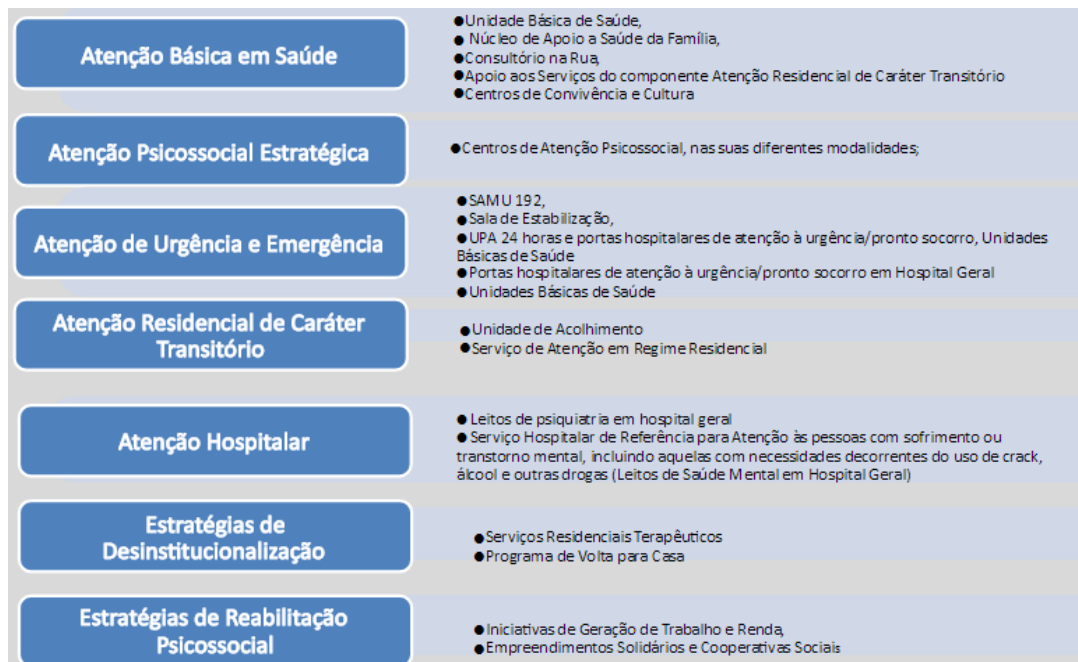 Atenção Básica em Saúde
●Unidade Básica de Saúde,
● Núcleo de Apoio a Saúde da Família,
●Consultório na Rua,
●Apoio aos Serviços do componente Atenção Residencial de Caráter Transitório
●Centros de Convivência e Cultura
Atenção Psicossocial Estratégica
●Centros de Atenção Psicossocial, nas suas diferentes modalidades;
Atenção de Urgência e Emergência
●SAMU 192,
●Sala de Estabilização,
●UPA 24 horas e portas hospitalares de atenção à urgência/pronto socorro, Unidades
Básicas de Saúde
●Portas hospitalares de atenção à urgência/pronto socorro em Hospital Geral
●Unidades Básicas de Saúde
Atenção Residencial de Caráter
Transitório
●Unidade de Acolhimento
●Serviço de Atenção em Regime Residencial
Atenção Hospitalar
● Leitos de psiquiatria em hospital geral
● Serviço Hospitalar de Referência para Atenção às pessoas com sofrimento ou
transtorno mental, incluindo aquelas com necessidades decorrentes do uso de crack,
álcool e outras drogas (Leitos de Saúde Mental em Hospital Geral)
Estratégias de
Desinstitucionalização
●Serviços Residenciais Terapêuticos
●Programa de Volta para Casa
Estratégias de Reabilitação
Psicossocial
●Iniciativas de Geração de Trabalho e Renda,
●Empreendimentos Solidários e Cooperativas Sociais